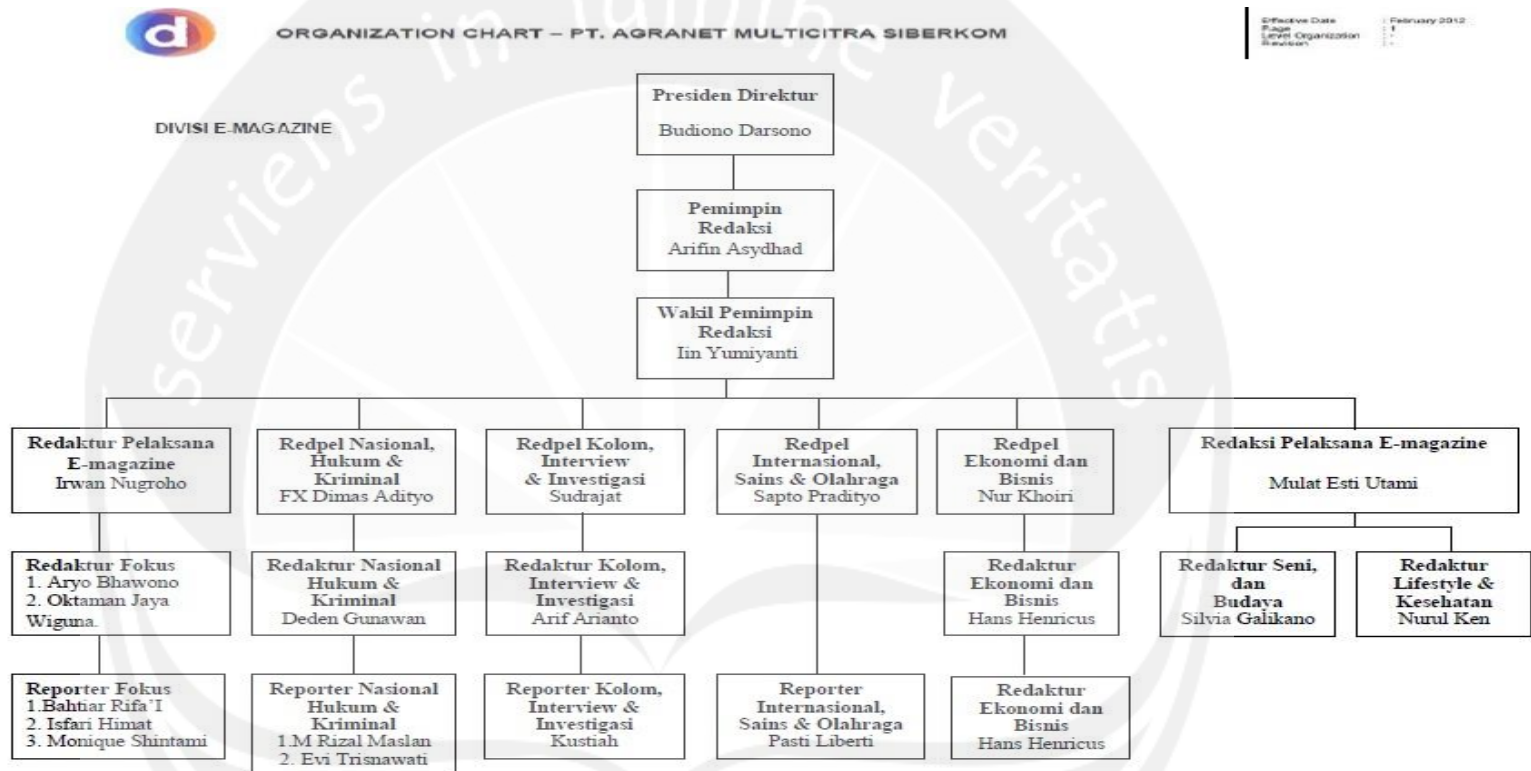 d
ORGANIZATION CHART – PT. AGRANET MULTICITRA SIBERKOM
Effective Date : February 2012
Page : 1
Level Organization : -
Revision : -
serviens in lumine veritatis
DIVISI E-MAGAZINE
Presiden Direktur
Budiono Darsono
Pemimpin
Redaksi
Arifin Asydhad
Wakil Pemimpin
Redaksi
Iin Yumiyanti
Redaktur Pelaksana
E-magazine
Irwan Nugroho
Redpel Nasional,
Hukum &
Kriminal
FX Dimas Adityo
Redpel Kolom,
Interview
& Investigasi
Sudrajat
Redpel
Internasional,
Sains & Olahraga
Sapto Pradityo
Redpel
Ekonomi dan
Bisnis
Nur Khoiri
Redaksi Pelaksana E-magazine
Mulat Esti Utami
Redaktur Fokus
1. Aryo Bhawono
2. Oktaman Jaya
Wiguna.
Redaktur Nasional
Hukum &
Kriminal
Deden Gunawan
Redaktur Kolom,
Interview &
Investigasi
Arif Arianto
Redaktur
Ekonomi dan
Bisnis
Hans Henricus
Redaktur Seni,
dan
Budaya
Silvia Galikano
Redaktur
Lifestyle &
Kesehatan
Nurul Ken
Reporter Fokus
1.Bahtiar Rifa'I
2. Isfari Himat
3. Monique Shintami
Reporter Nasional
Hukum &
Kriminal
1.M Rizal Maslan
2. Evi Trisnawati
Reporter Kolom,
Interview &
Investigasi
Kustiah
Reporter
Internasional,
Sains & Olahraga
Pasti Liberti
Redaktur
Ekonomi dan
Bisnis
Hans Henricus